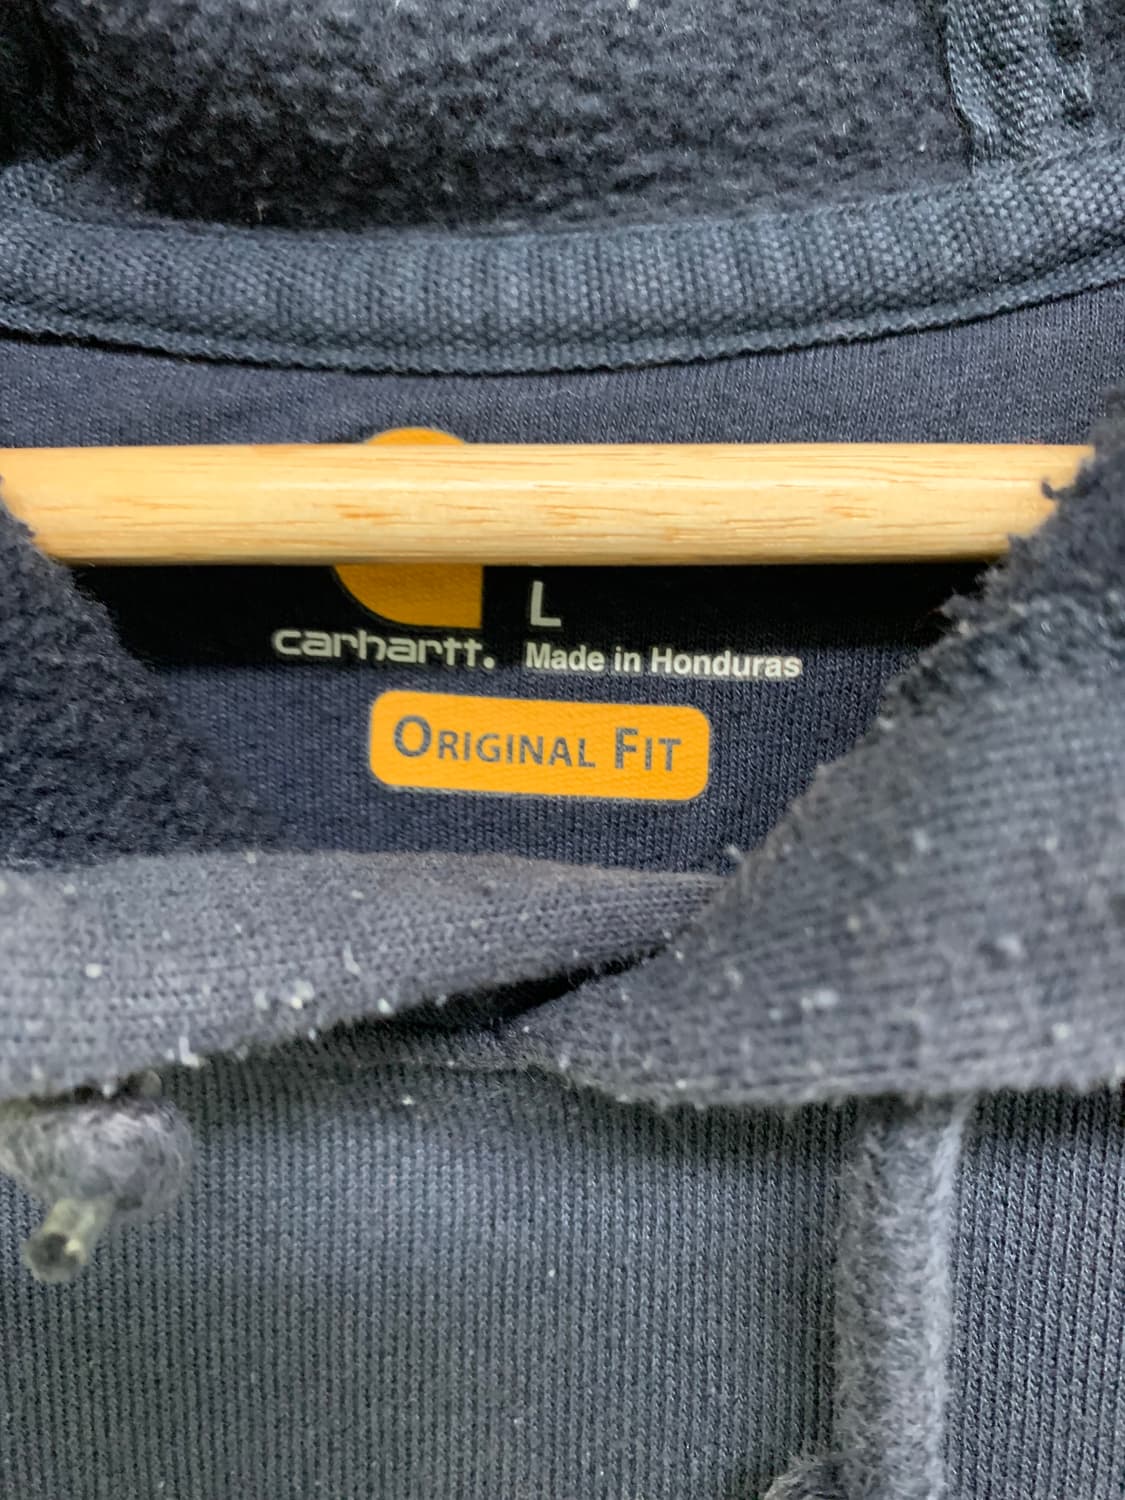 L
carhartt. Made in Honduras
ORIGINAL FIT